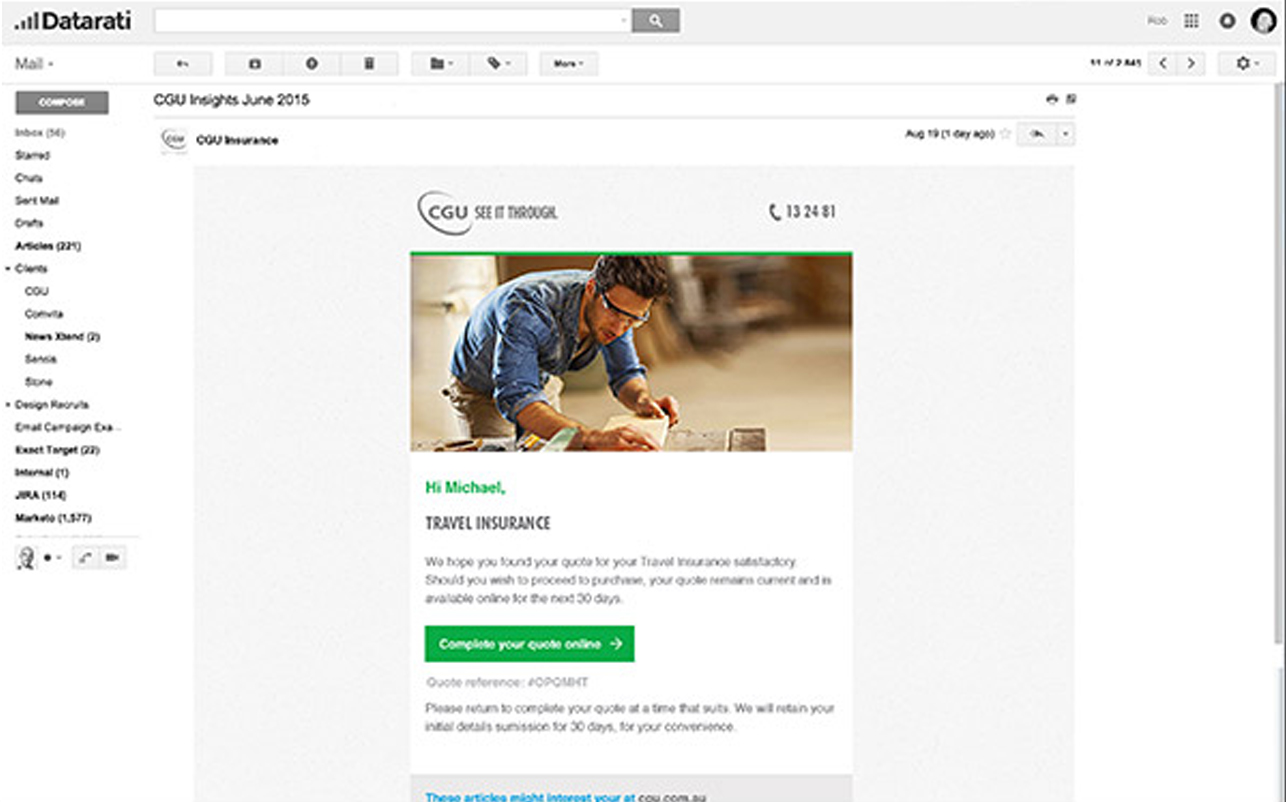 Datarati
Rob
Mail
More
11 of 2,841
COMPOSE
CGU Insights June 2015
Inbox (56)
Starred
Chats
Sent Mail
Drafts
Articles (221)
Clients
CGU
Comvita
News Xtend (2)
Sensis
Stone
Design Recruits
Email Campaign Exa...
Exact Target (22)
Internal (1)
JIRA (114)
Marketo (1,577)
CGU
CGU Insurance
Aug 19 (1 day ago)
CGU SEE IT THROUGH.
13 24 81
Hi Michael,
TRAVEL INSURANCE
We hope you found your quote for your Travel Insurance satisfactory.
Should you wish to proceed to purchase, your quote remains current and is
available online for the next 30 days.
Complete your quote online
Quote reference: #OPQMHT
Please return to complete your quote at a time that suits. We will retain your
initial details sumission for 30 days, for your convenience.
These articles might interest your at cgu.com.au